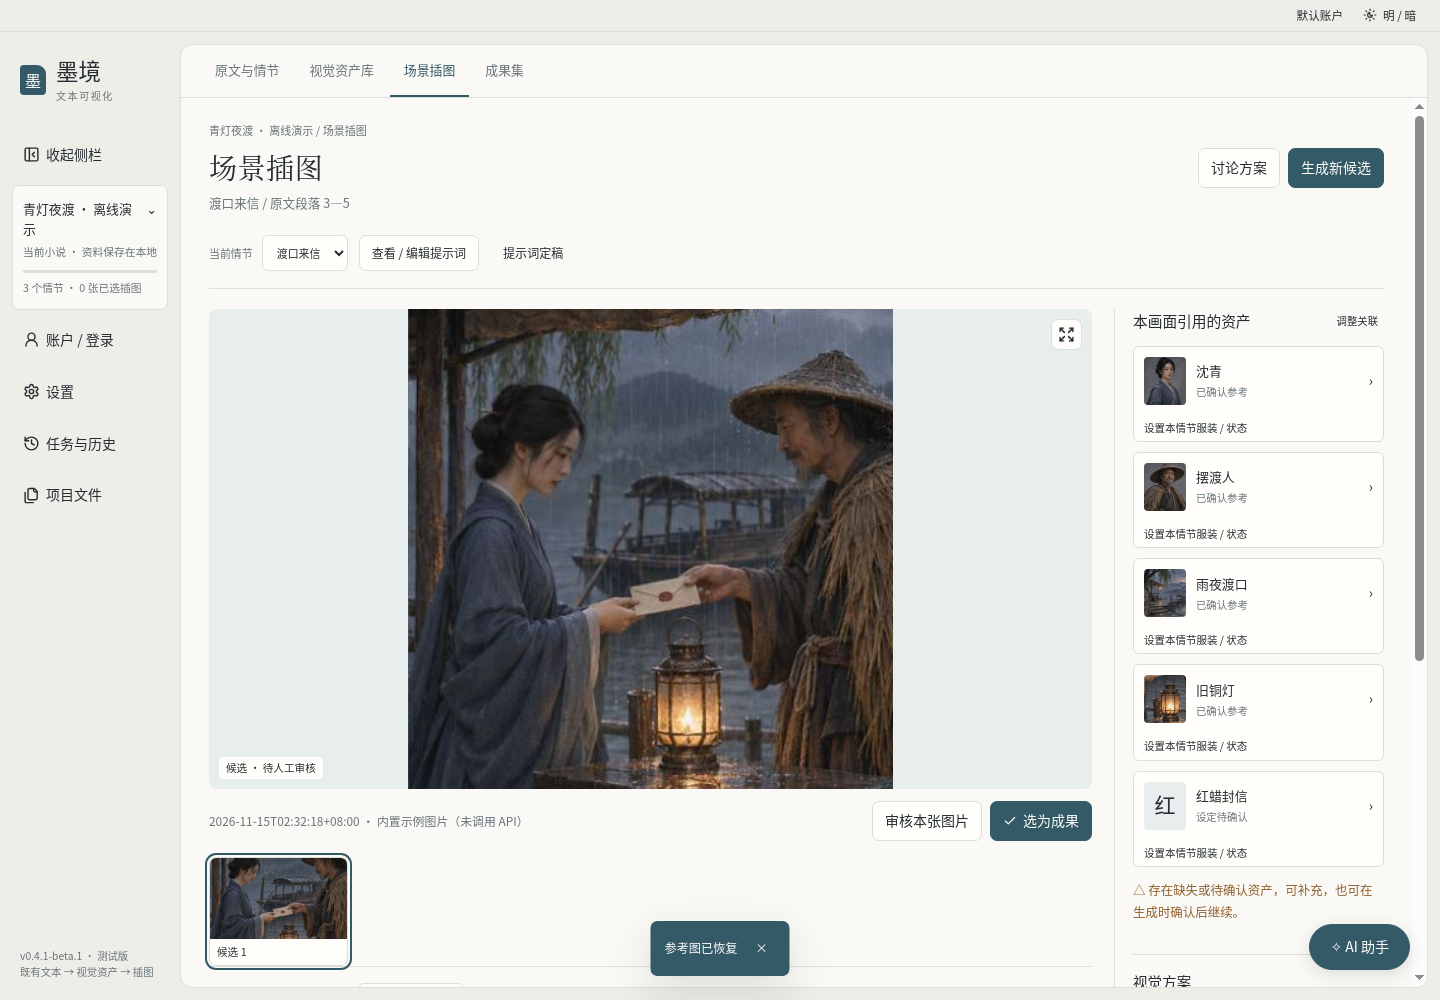 默认账户
明 / 暗
墨
墨境
文本可视化
收起侧栏
青灯夜渡 · 离线演示
当前小说 · 资料保存在本地
3 个情节 · 0 张已选插图
账户 / 登录
设置
任务与历史
项目文件
v0.4.1-beta.1 · 测试版
既有文本 → 视觉资产 → 插图
原文与情节
视觉资产库
场景插图
成果集
青灯夜渡 · 离线演示 / 场景插图
场景插图
渡口来信 / 原文段落 3—5
讨论方案
生成新候选
当前情节
渡口来信
查看 / 编辑提示词
提示词定稿
候选 · 待人工审核
2026-11-15T02:32:18+08:00 · 内置示例图片（未调用 API）
审核本张图片
选为成果
候选 1
参考图已恢复
本画面引用的资产
调整关联
沈青
已确认参考
设置本情节服装 / 状态
摆渡人
已确认参考
设置本情节服装 / 状态
雨夜渡口
已确认参考
设置本情节服装 / 状态
旧铜灯
已确认参考
设置本情节服装 / 状态
红
红蜡封信
设定待确认
设置本情节服装 / 状态
△ 存在缺失或待确认资产，可补充，也可在
生成时确认后继续。
AI 助手
视觉方案